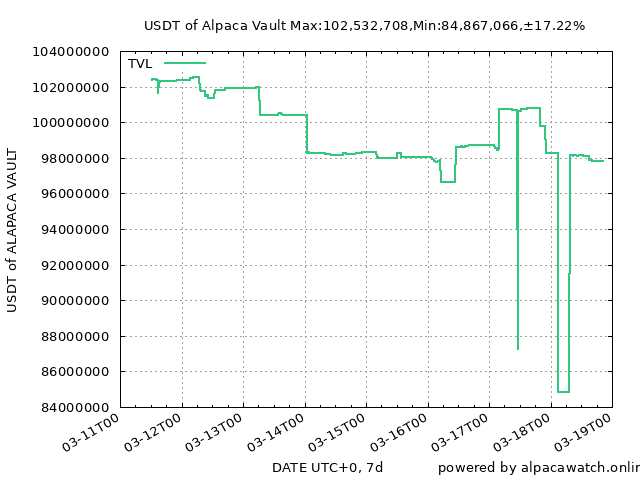 USDT of Alpaca Vault Max:102,532,708,Min:84,867,066,±17.22%
TVL
104000000
102000000
100000000
98000000
96000000
94000000
92000000
90000000
88000000
86000000
84000000
USDT of ALAPACA VAULT
03-11T00
03-12T00
03-13T00
03-14T00
03-15T00
03-16T00
03-17T00
03-18T00
03-19T00
DATE UTC+0, 7d
powered by alpacawatch.onlin